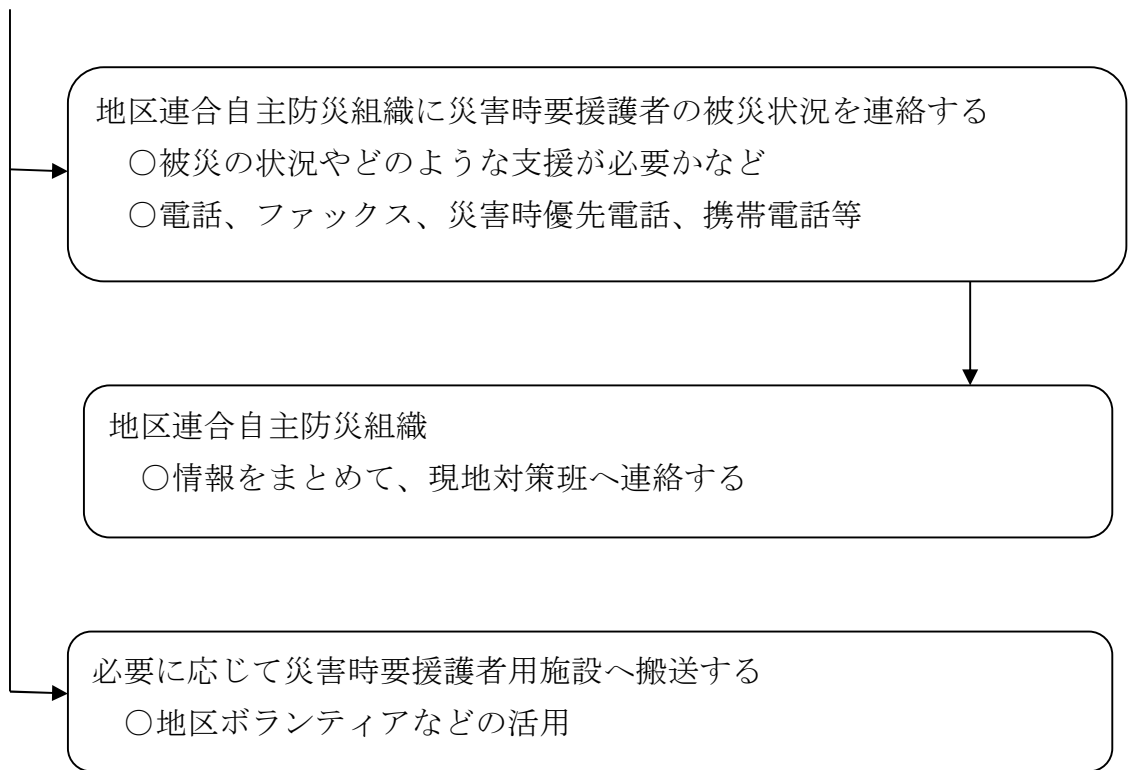 地区連合自主防災組織に災害時要援護者の被災状況を連絡する
○被災の状況やどのような支援が必要かなど
○電話、ファックス、災害時優先電話、携帯電話等
地区連合自主防災組織
○情報をまとめて、現地対策班へ連絡する
必要に応じて災害時要援護者用施設へ搬送する
○地区ボランティアなどの活用